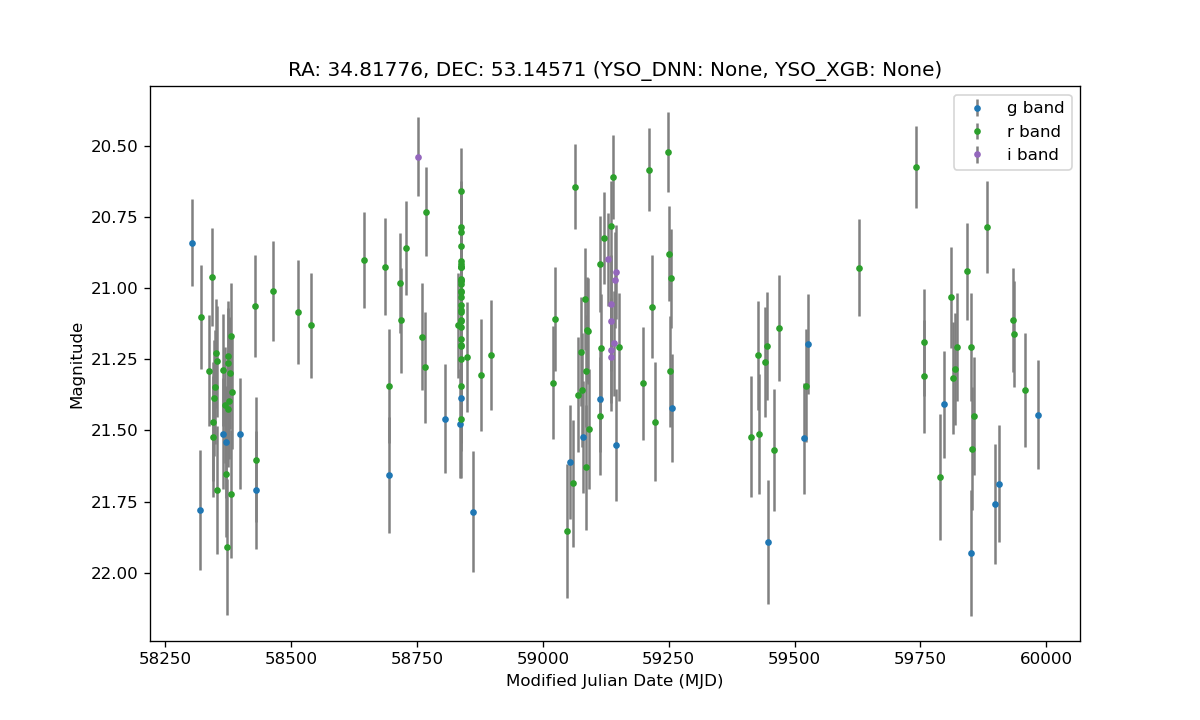 RA: 34.81776, DEC: 53.14571 (YSO_DNN: None, YSO_XGB: None)
g band
r band
i band
20.50
20.75
21.00
21.25
21.50
21.75
22.00
Magnitude
58250
58500
58750
59000
59250
59500
59750
60000
Modified Julian Date (MJD)